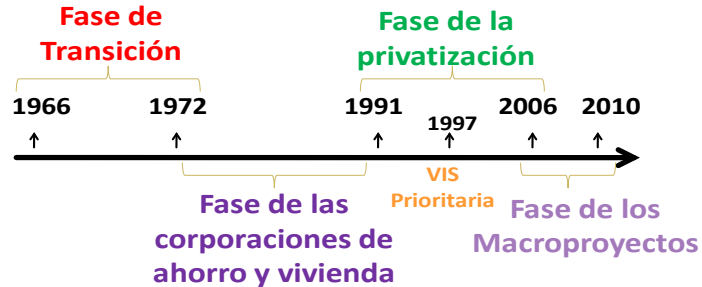 Fase de
Transición
Fase de la
privatización
1966
1972
1991
1997
2006
2010
VIS
Prioritaria
Fase de las
corporaciones de
ahorro y vivienda
Fase de los
Macroproyectos